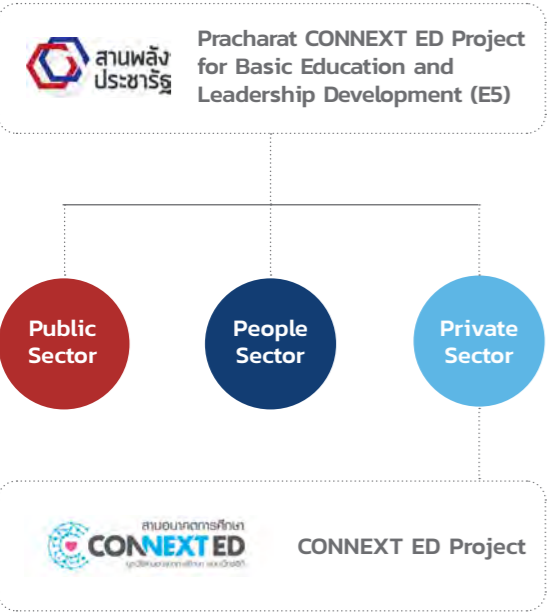 สานพลัง
ประชารัฐ
Pracharat CONNEXT ED Project
for Basic Education and
Leadership Development (E5)
Public
Sector
People
Sector
Private
Sector
สานอนาคตการศึกษา
CONNEXT ED
CONNEXT ED Project